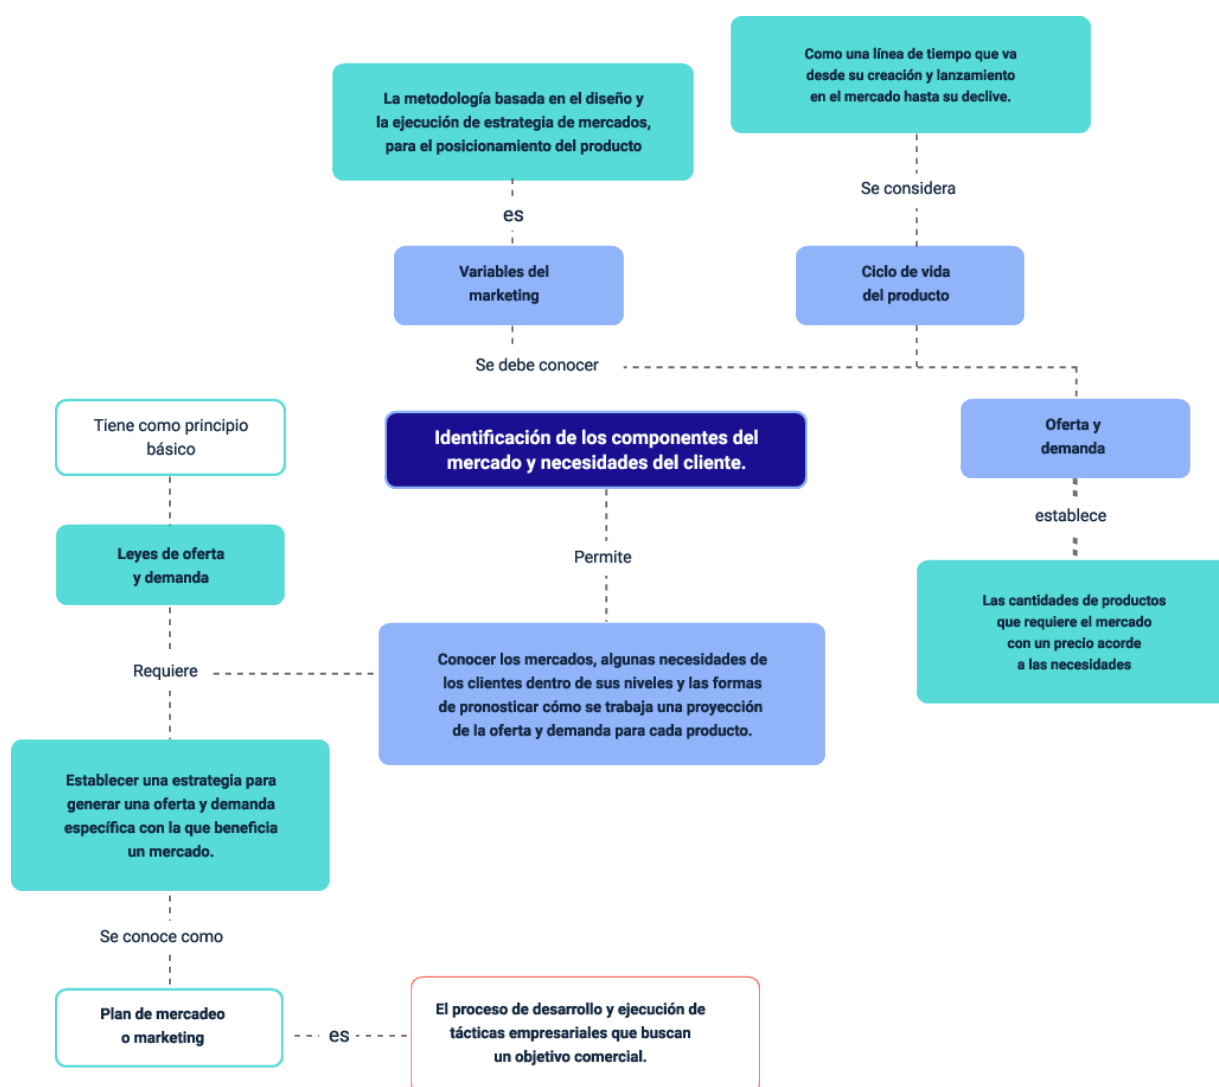 Como una línea de tiempo que va
desde su creación y lanzamiento
en el mercado hasta su declive.
La metodología basada en el diseño y
la ejecución de estrategia de mercados,
para el posicionamiento del producto
Se considera
es
Variables del
marketing
Ciclo de vida
del producto
Se debe conocer
Tiene como principio
básico
Identificación de los componentes del
mercado y necesidades del cliente.
Oferta y
demanda
establece
Leyes de oferta
y demanda
Permite
Las cantidades de productos
que requiere el mercado
con un precio acorde
a las necesidades
Requiere
Conocer los mercados, algunas necesidades de
los clientes dentro de sus niveles y las formas
de pronosticar cómo se trabaja una proyección
de la oferta y demanda para cada producto.
Establecer una estrategia para
generar una oferta y demanda
específica con la que beneficia
un mercado.
Se conoce como
Plan de mercadeo
o marketing
es
El proceso de desarrollo y ejecución de
tácticas empresariales que buscan
un objetivo comercial.